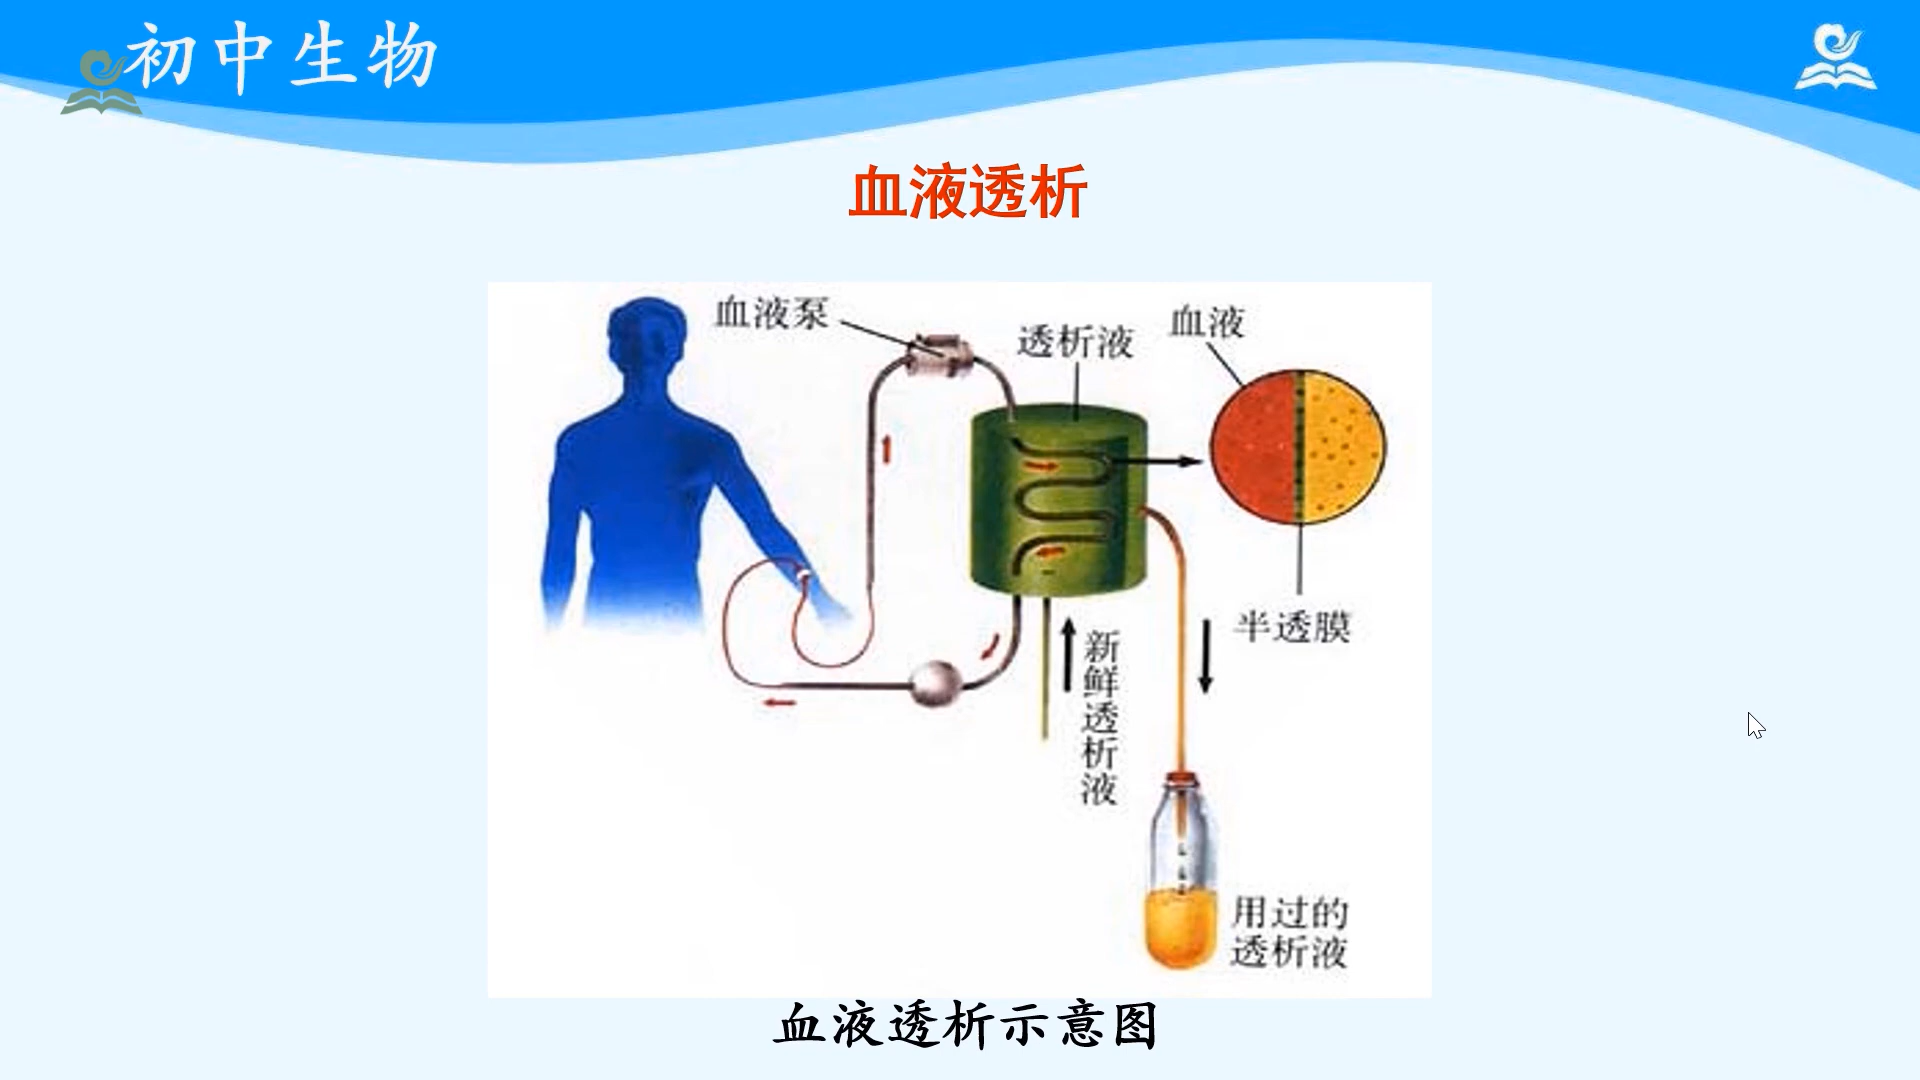 初中生物
血液透析
血液泵
透析液
血液
半透膜
新鲜透析液
用过的
透析液
血液透析示意图